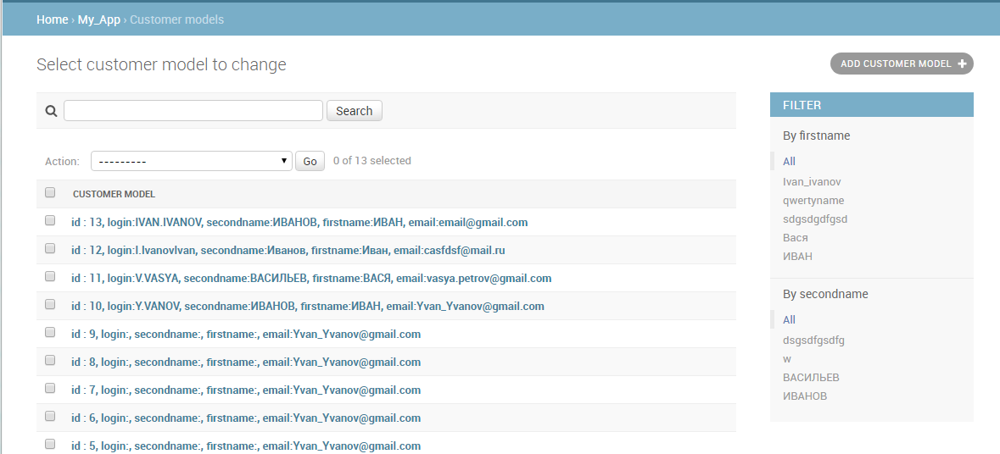 Home › My_App › Customer models
Select customer model to change
ADD CUSTOMER MODEL +
Search
Action: --------- Go 0 of 13 selected
CUSTOMER MODEL
id : 13, login:IVAN.IVANOV, secondname:ИВАНОВ, firstname:ИВАН, email:email@gmail.com
id : 12, login:I.IvanovIvan, secondname:Иванов, firstname:Иван, email:casfdsf@mail.ru
id : 11, login:V.VASYA, secondname:ВАСИЛЬЕВ, firstname:ВАСЯ, email:vasya.petrov@gmail.com
id : 10, login:Y.VANOV, secondname:ИВАНОВ, firstname:ИВАН, email:Yvan_Yvanov@gmail.com
id : 9, login:, secondname:, firstname:, email:Yvan_Yvanov@gmail.com
id : 8, login:, secondname:, firstname:, email:Yvan_Yvanov@gmail.com
id : 7, login:, secondname:, firstname:, email:Yvan_Yvanov@gmail.com
id : 6, login:, secondname:, firstname:, email:Yvan_Yvanov@gmail.com
id : 5, login:, secondname:, firstname:, email:Yvan_Yvanov@gmail.com
FILTER
By firstname
All
Ivan_ivanov
qwertyname
sdgsdgdfgsd
Вася
ИВАН
By secondname
All
dsgsdfgsdfg
w
ВАСИЛЬЕВ
ИВАНОВ